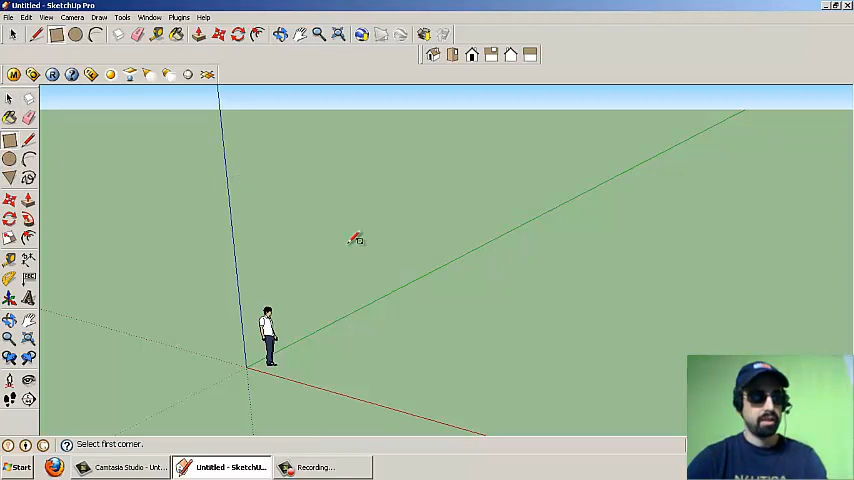 Untitled - SketchUp Pro
File Edit View Camera Draw Tools Window Plugins Help
Select first corner.
Start Camtasia Studio - Unt... Untitled - SketchU... Recording...
NAUTICA